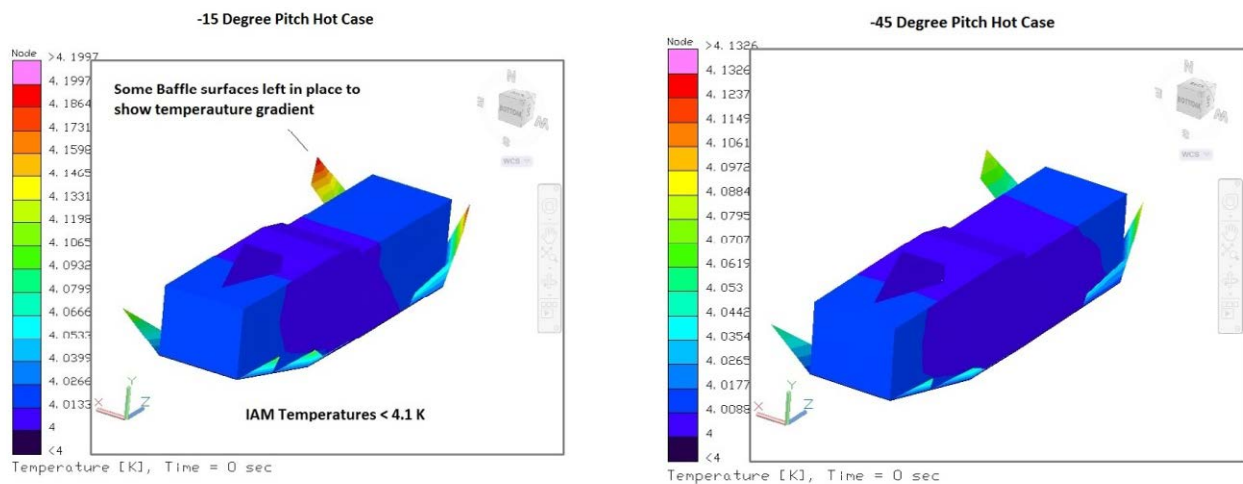 -15 Degree Pitch Hot Case
Node
>4.1997
4.1997
4.1864
4.1731
4.1598
4.1465
4.1331
4.1198
4.1065
4.0932
4.0799
4.0666
4.0533
4.0399
4.0266
4.0133
4
<4
Some Baffle surfaces left in place to
show temperauture gradient
N
W
S
BOTTOM
WCS
X
Y
Z
IAM Temperatures < 4.1 K
Temperature [K], Time = 0 sec
-45 Degree Pitch Hot Case
Node
>4.1326
4.1326
4.1237
4.1149
4.1061
4.0972
4.0884
4.0795
4.0707
4.0619
4.053
4.0442
4.0354
4.0265
4.0177
4.0088
4
<4
N
W
S
BOTTOM
WCS
X
Y
Z
Temperature [K], Time = 0 sec